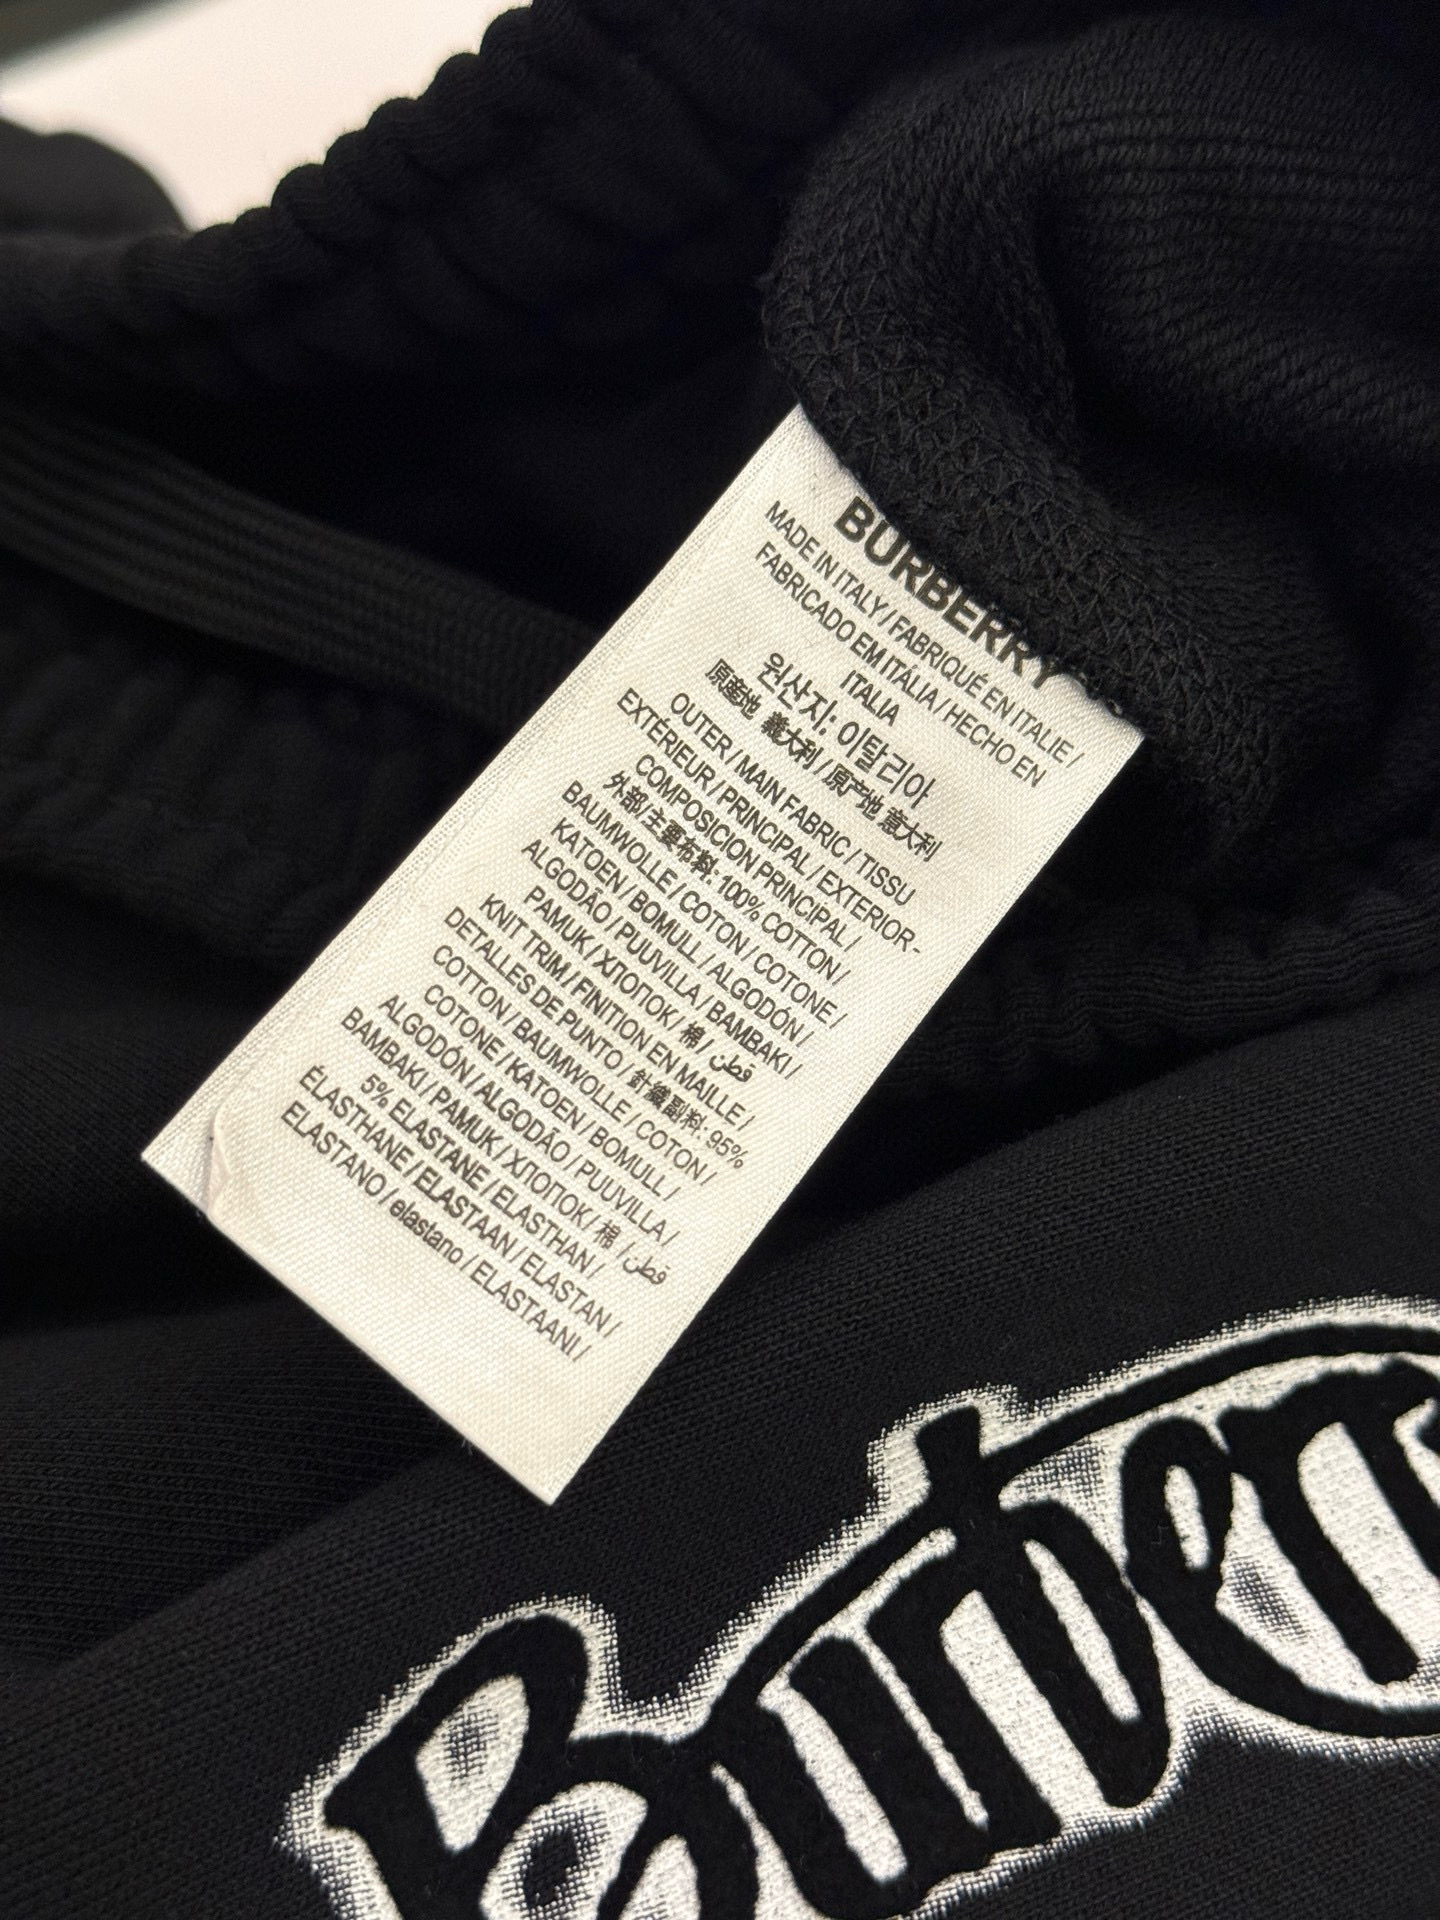 BURBERRY
MADE IN ITALY / FABRIQUÉ EN ITALIE /
FABRICADO EM ITÁLIA / HECHO EN
ITALIA
원산지: 이탈리아
原産地 義大利 / 原产地 意大利
OUTER / MAIN FABRIC / TISSU
EXTÉRIEUR / PRINCIPAL / EXTERIOR-
COMPOSICION PRINCIPAL /
外部/主要布料: 100% COTTON /
BAUMWOLLE / COTON / COTONE /
KATOEN / BOMULL / ALGODÓN /
ALGODÃO / PUUVILLA / BAMBAKI /
PAMUK / ХЛОПОК / 棉 / قطن
KNIT TRIM / FINITION EN MAILLE /
DETALLES DE PUNTO / 針織副料: 95%
COTTON / BAUMWOLLE / COTON /
COTONE / KATOEN / BOMULL /
ALGODÓN / ALGODÃO / PUUVILLA /
BAMBAKI / PAMUK / ХЛОПОК / 棉 / قطن
5% ELASTANE / ELASTHAN /
ÉLASTHANE / ELASTAAN / ELASTAN /
ELASTANO / elastano / ELASTAANI /